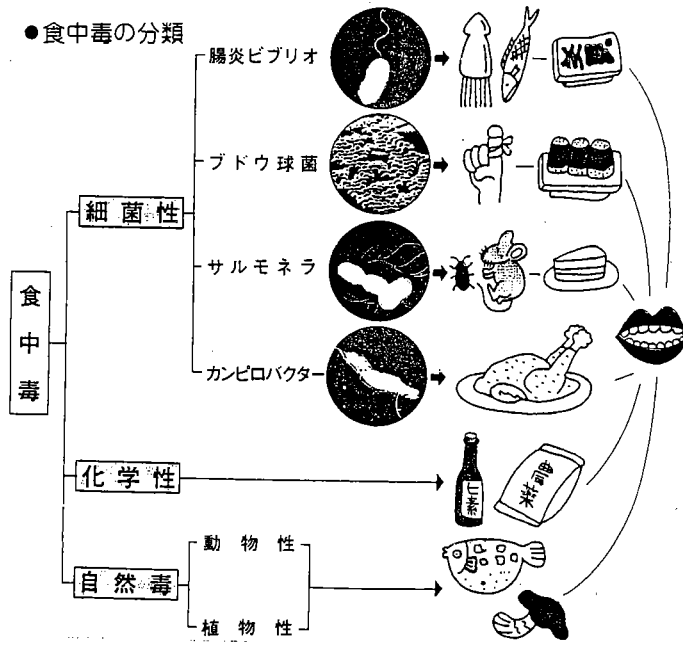 ●食中毒の分類
腸炎ビブリオ
ブドウ球菌
細菌性
サルモネラ
食中毒
カンピロバクター
化学性
ヒ素
農薬
動物性
自然毒
植物性